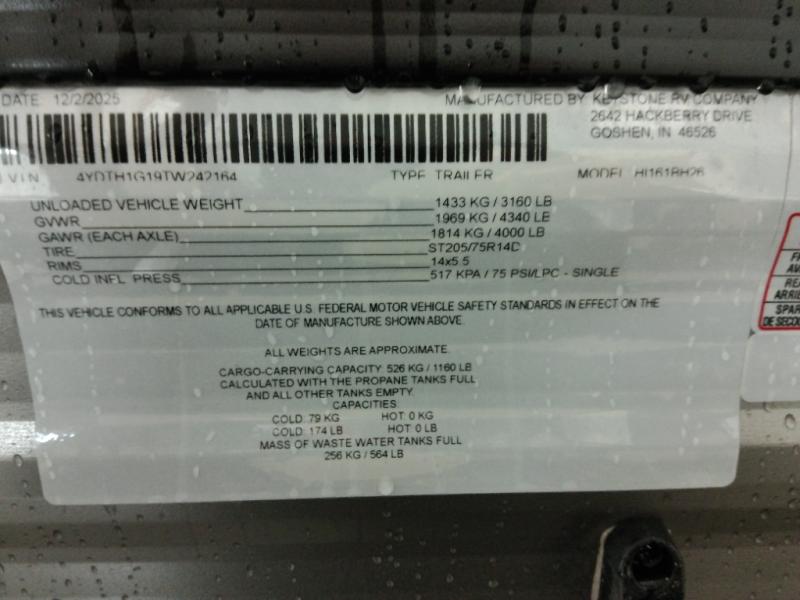 DATE: 12/2/2025
MANUFACTURED BY KEYSTONE RV COMPANY
2642 HACKBERRY DRIVE
GOSHEN, IN 46526
V I N 4YDTH1G19TW242164 TYPE TRAILER MODEL HI161BH26
UNLOADED VEHICLE WEIGHT 1433 KG / 3160 LB
GVWR 1969 KG / 4340 LB
GAWR (EACH AXLE) 1814 KG / 4000 LB
TIRE ST205/75R14D
RIMS 14x5.5
COLD INFL PRESS 517 KPA / 75 PSI/LPC - SINGLE
THIS VEHICLE CONFORMS TO ALL APPLICABLE U.S. FEDERAL MOTOR VEHICLE SAFETY STANDARDS IN EFFECT ON THE
DATE OF MANUFACTURE SHOWN ABOVE.
ALL WEIGHTS ARE APPROXIMATE.
CARGO-CARRYING CAPACITY 526 KG / 1160 LB
CALCULATED WITH THE PROPANE TANKS FULL
AND ALL OTHER TANKS EMPTY.
CAPACITIES
COLD: 79 KG HOT: 0 KG
COLD: 174 LB HOT: 0 LB
MASS OF WASTE WATER TANKS FULL
256 KG / 564 LB